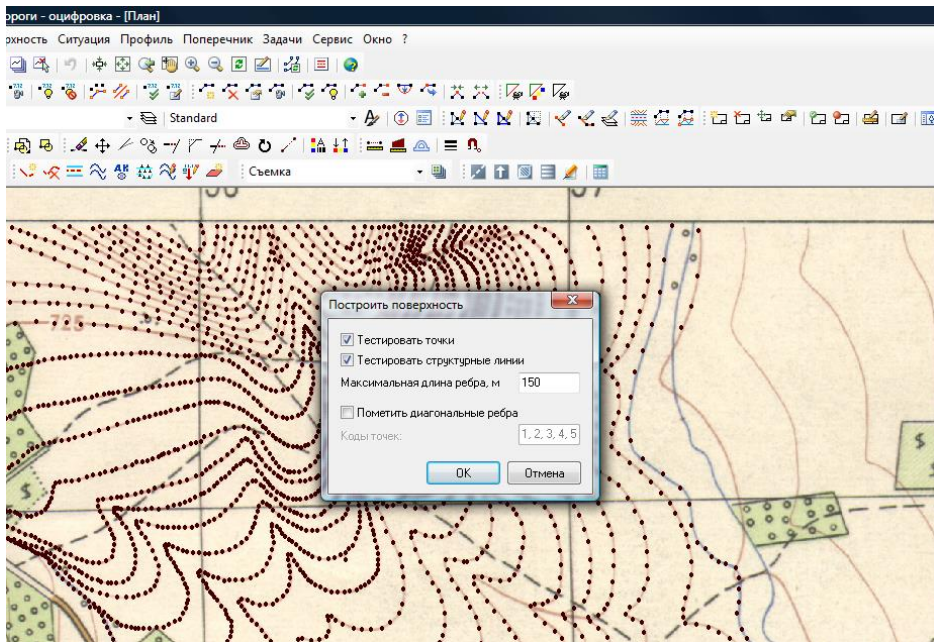 ороги - оцифровка - [План]
рхность Ситуация Профиль Поперечник Задачи Сервис Окно ?
Standard
Съемка
725
Построить поверхность
Тестировать точки
Тестировать структурные линии
Максимальная длина ребра, м 150
Пометить диагональные ребра
Коды точек: 1, 2, 3, 4, 5
OK Отмена